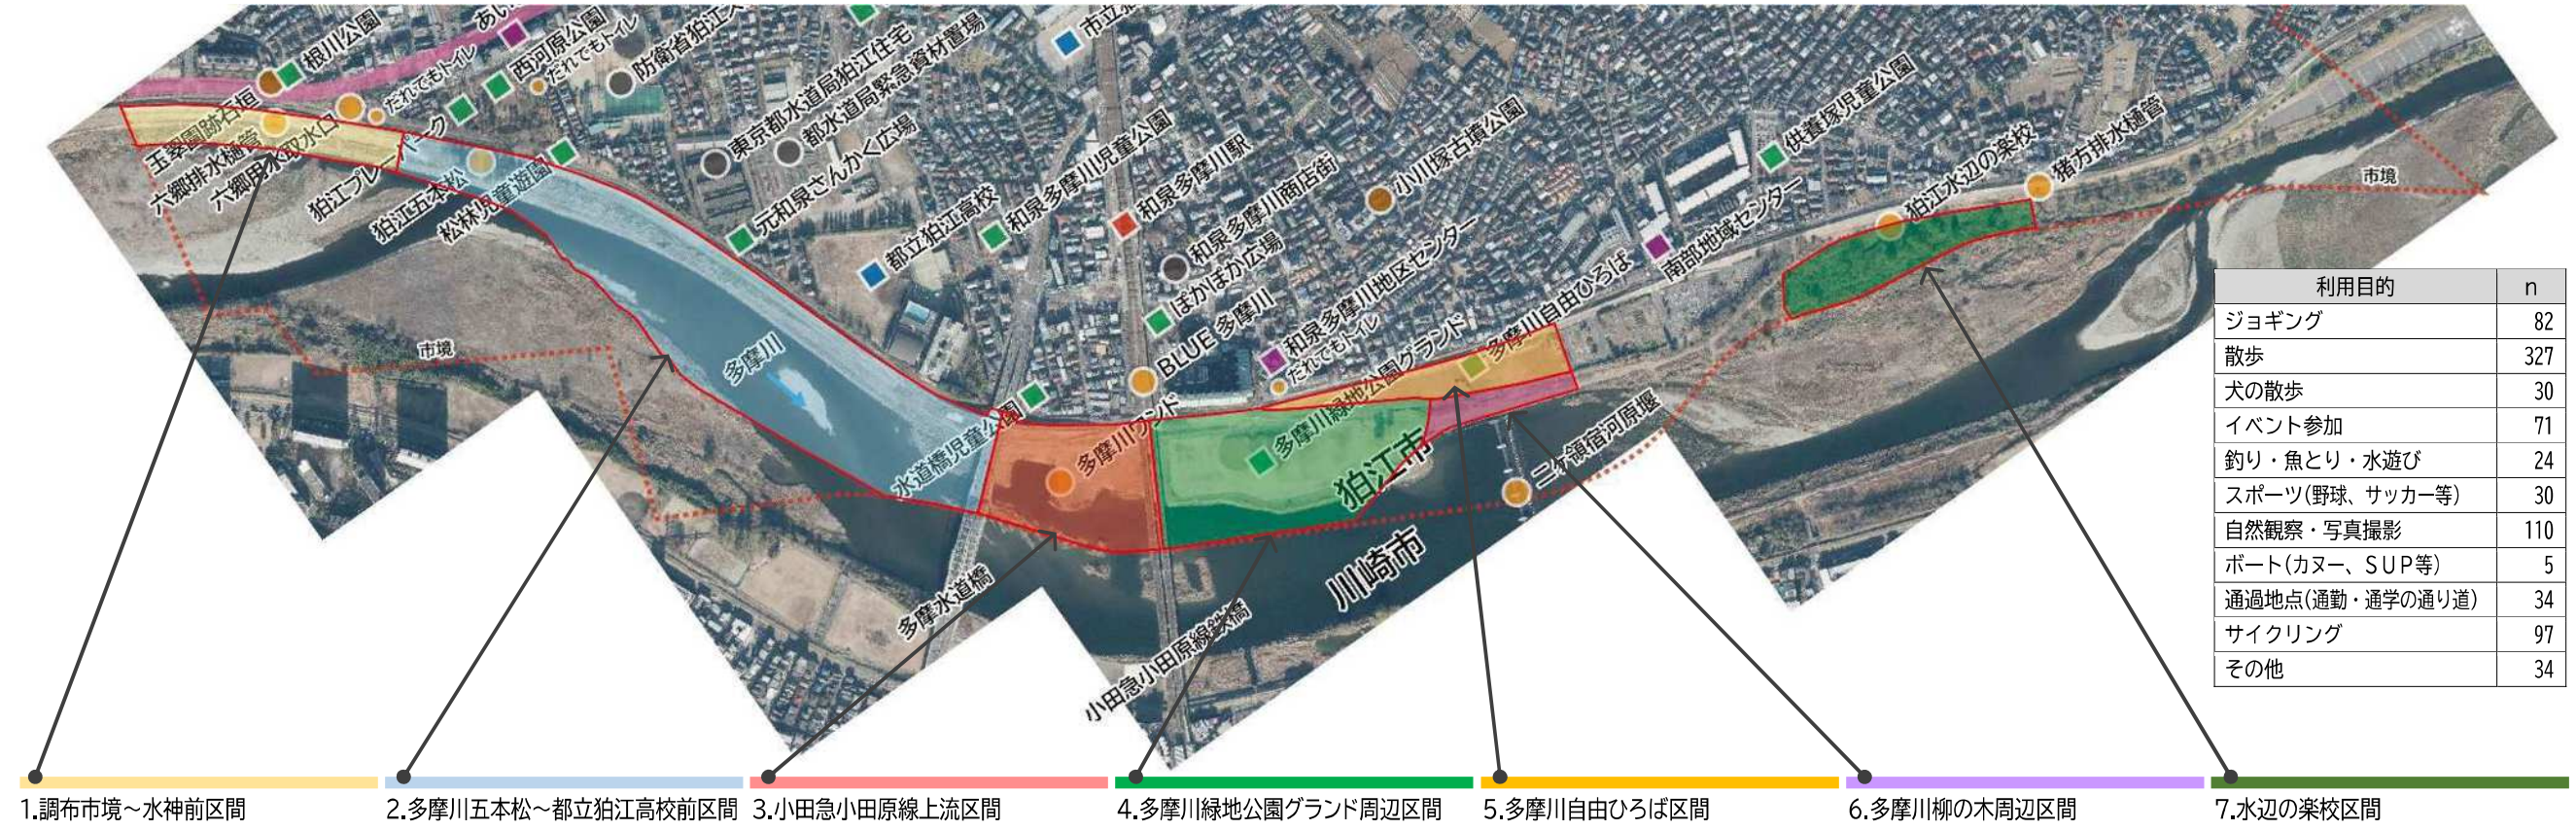 根川公園
西河原公園
だれでもトイレ
だれでもトイレ
玉翠園跡石垣
六郷排水樋管
六郷用水取水口
狛江プレーパーク
狛江五本松
松林児童遊園
東京都水道局狛江住宅
都水道局緊急資材置場
元和泉さんかく広場
都立狛江高校
和泉多摩川児童公園
和泉多摩川駅
和泉多摩川商店街
ぽかぽか広場
BLUE 多摩川
和泉多摩川地区センター
だれでもトイレ
小川塚古墳公園
多摩川自由ひろば
南部地域センター
供養塚児童公園
狛江水辺の楽校
猪方排水樋管
市境
市境
多摩川
水道橋児童公園
多摩川ランド
多摩川緑地公園グランド
狛江市
二ヶ領宿河原堰
川崎市
多摩水道橋
小田急小田原線鉄橋
利用目的 n
ジョギング 82
散歩 327
犬の散歩 30
イベント参加 71
釣り・魚とり・水遊び 24
スポーツ(野球、サッカー等) 30
自然観察・写真撮影 110
ボート(カヌー、SUP等) 5
通過地点(通勤・通学の通り道) 34
サイクリング 97
その他 34
1.調布市境～水神前区間
2.多摩川五本松～都立狛江高校前区間
3.小田急小田原線上流区間
4.多摩川緑地公園グランド周辺区間
5.多摩川自由ひろば区間
6.多摩川柳の木周辺区間
7.水辺の楽校区間